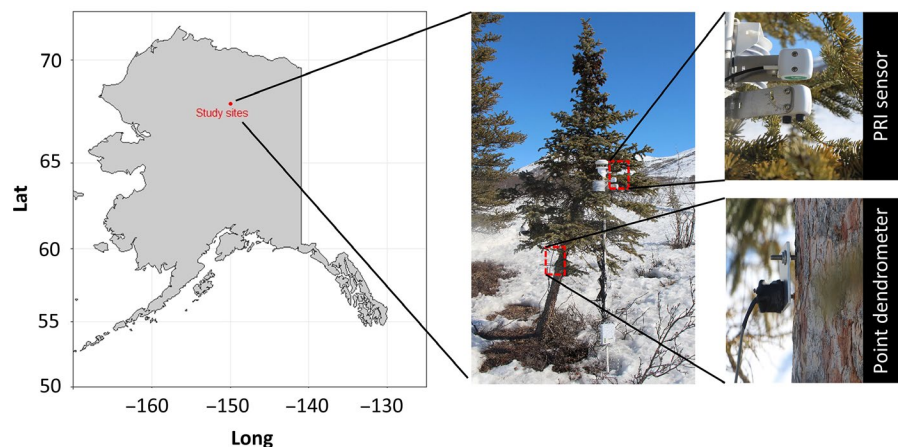 70
65
60
55
50
Lat
−160
−150
−140
−130
Long
Study sites
PRI sensor
Point dendrometer